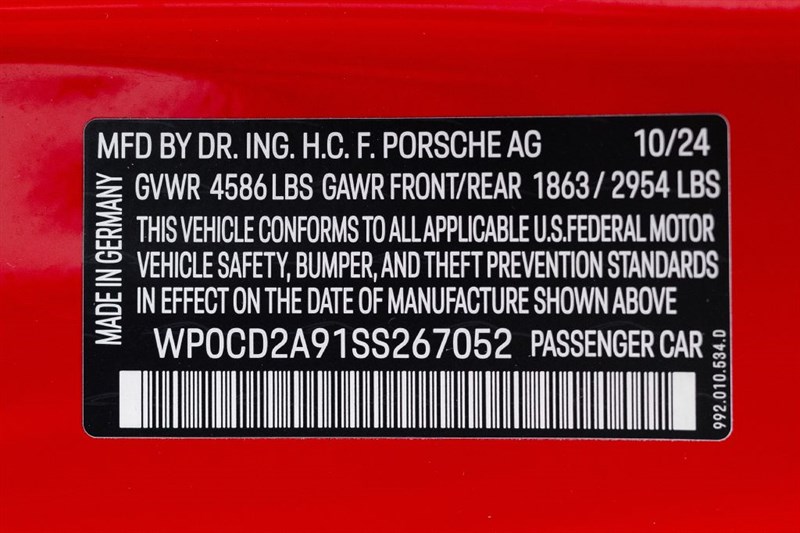 MFD BY DR. ING. H.C. F. PORSCHE AG 10/24
GVWR 4586 LBS GAWR FRONT/REAR 1863 / 2954 LBS
THIS VEHICLE CONFORMS TO ALL APPLICABLE U.S.FEDERAL MOTOR
VEHICLE SAFETY, BUMPER, AND THEFT PREVENTION STANDARDS
IN EFFECT ON THE DATE OF MANUFACTURE SHOWN ABOVE
WP0CD2A91SS267052 PASSENGER CAR
MADE IN GERMANY
992.010.534.D